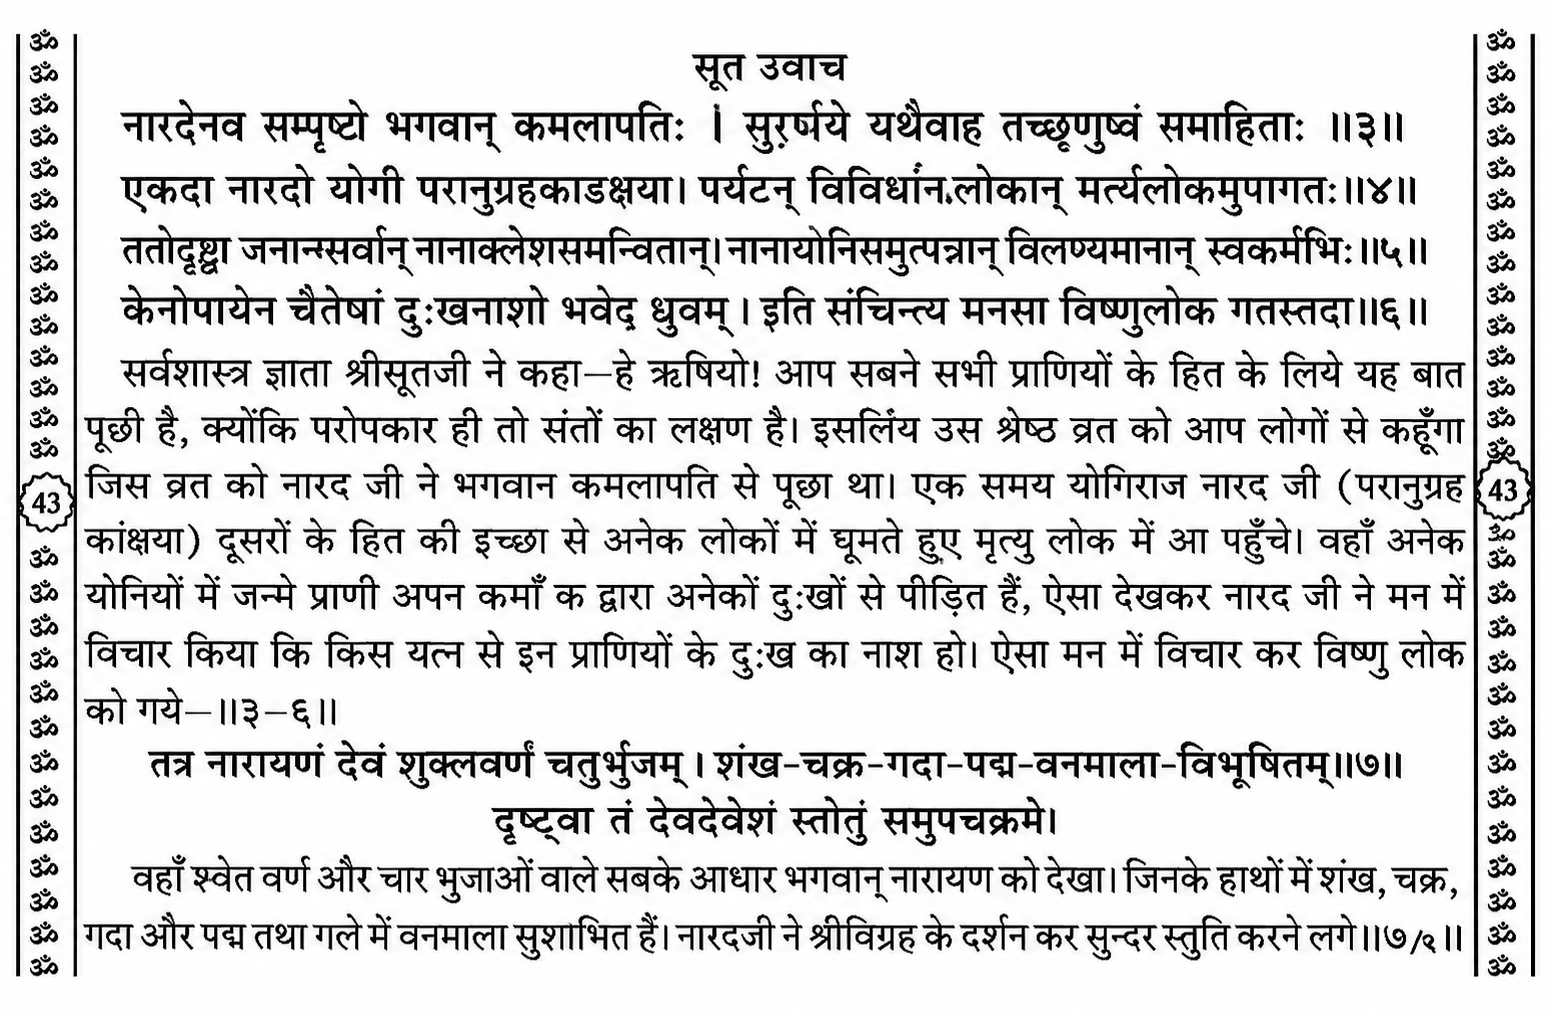 सूत उवाच
नारदेनव सम्पृष्टो भगवान् कमलापतिः । सुरर्ष्ये यथैवाह तच्छृणुष्वं समाहिताः ॥३॥
एकदा नारदो योगी परानुग्रहकाडक्षया। पर्यटन् विविधांन.लोकान् मर्त्यलोकमुपागतः॥४॥
ततोदृष्ट्वा जनान्सर्वान् नानाक्लेशसमन्वितान्। नानायोनिसमुत्पन्नान् विलण्यमानान् स्वकर्मभिः॥५॥
केनोपायेन चैतेषां दुःखनाशो भवेद् धुवम् । इति संचिन्त्य मनसा विष्णुलोक गतस्तदा॥६॥
सर्वशास्त्र ज्ञाता श्रीसूतजी ने कहा–हे ऋषियो! आप सबने सभी प्राणियों के हित के लिये यह बात
पूछी है, क्योंकि परोपकार ही तो संतों का लक्षण है। इसलिंय उस श्रेष्ठ व्रत को आप लोगों से कहूँगा
जिस व्रत को नारद जी ने भगवान कमलापति से पूछा था। एक समय योगिराज नारद जी (परानुग्रह
कांक्षया) दूसरों के हित की इच्छा से अनेक लोकों में घूमते हुए मृत्यु लोक में आ पहुँचे। वहाँ अनेक
योनियों में जन्मे प्राणी अपन कमाँ क द्वारा अनेकों दुःखों से पीड़ित हैं, ऐसा देखकर नारद जी ने मन में
विचार किया कि किस यत्न से इन प्राणियों के दुःख का नाश हो। ऐसा मन में विचार कर विष्णु लोक
को गये–॥३–६॥
तत्र नारायणं देवं शुक्लवर्णं चतुर्भुजम् । शंख-चक्र-गदा-पद्म-वनमाला-विभूषितम्॥७॥
दृष्ट्वा तं देवदेवेशं स्तोतुं समुपचक्रमे।
वहाँ श्वेत वर्ण और चार भुजाओं वाले सबके आधार भगवान् नारायण को देखा। जिनके हाथों में शंख, चक्र,
गदा और पद्म तथा गले में वनमाला सुशाभित हैं। नारदजी ने श्रीविग्रह के दर्शन कर सुन्दर स्तुति करने लगे॥७/२॥
43
43